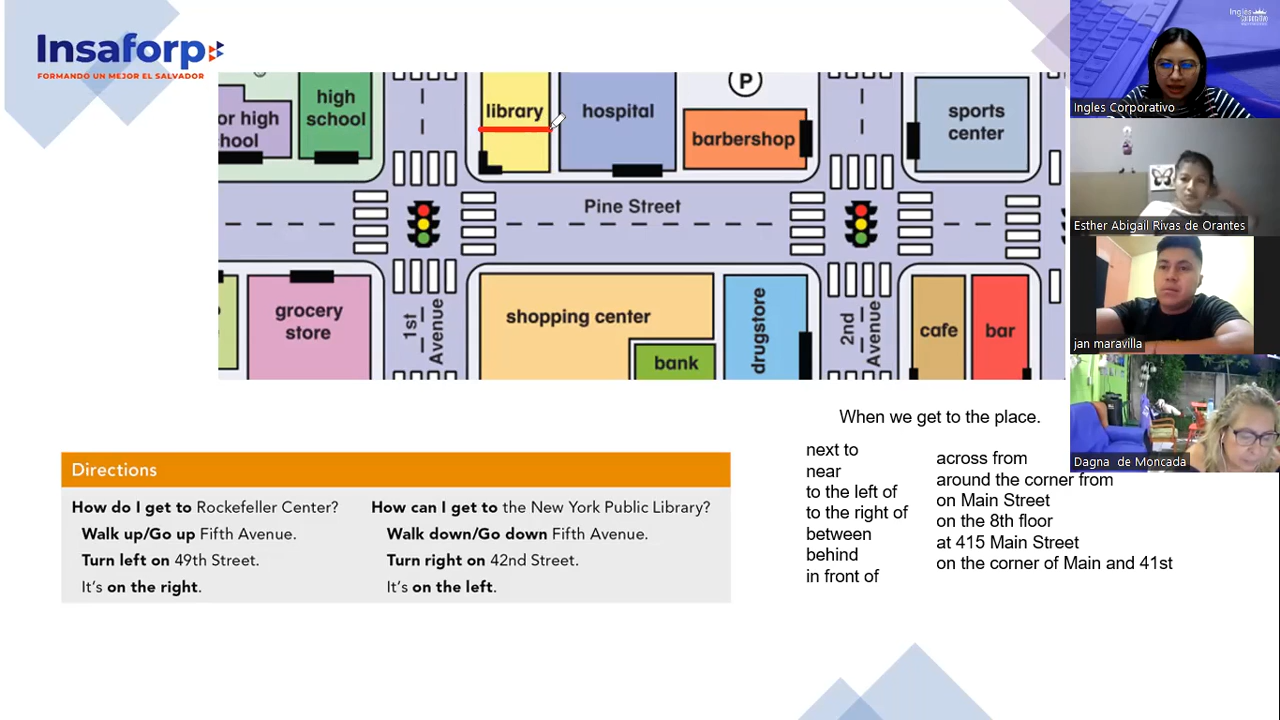 Insaforp
FORMANDO UN MEJOR EL SALVADOR
or high
hool
high
school
library
hospital
P
barbershop
sports
center
Pine Street
grocery
store
1st
Avenue
shopping center
bank
drugstore
2nd
Avenue
cafe
bar
Directions
How do I get to Rockefeller Center?
Walk up/Go up Fifth Avenue.
Turn left on 49th Street.
It's on the right.
How can I get to the New York Public Library?
Walk down/Go down Fifth Avenue.
Turn right on 42nd Street.
It's on the left.
When we get to the place.
next to
near
to the left of
to the right of
between
behind
in front of
across from
around the corner from
on Main Street
on the 8th floor
at 415 Main Street
on the corner of Main and 41st
Ingles Corporativo
Esther Abigail Rivas de Orantes
jan maravilla
Dagna de Moncada